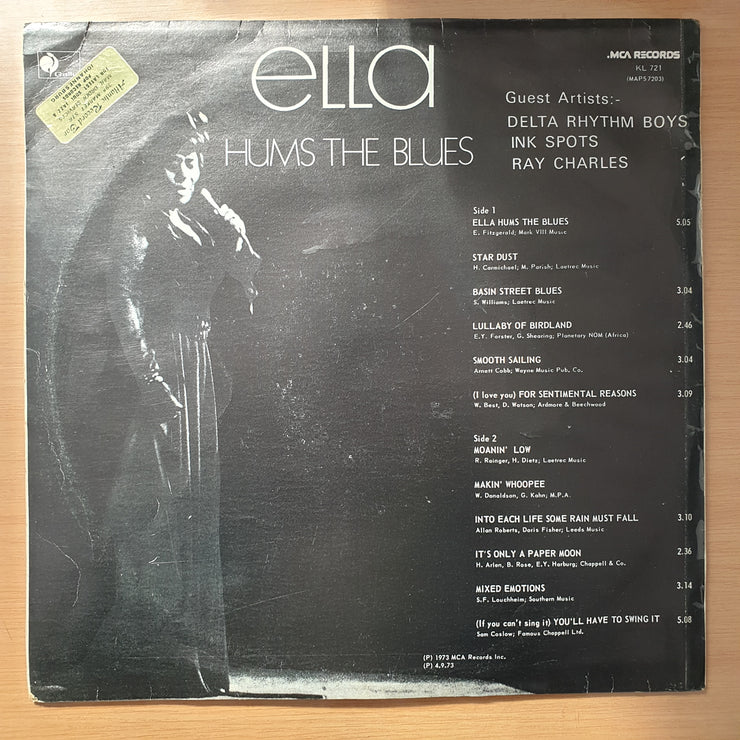 ELLA
HUMS THE BLUES
MCA RECORDS
KL 721
(MAPS7203)
Guest Artists:-
DELTA RHYTHM BOYS
INK SPOTS
RAY CHARLES
Side 1
ELLA HUMS THE BLUES 5.05
E. Fitzgerald; Mark VIII Music
STAR DUST
H. Carmichael, M. Parish; Laetrec Music
BASIN STREET BLUES 3.04
S. Williams; Laetrec Music
LULLABY OF BIRDLAND 2.46
E.Y. Forster, G. Shearing; Planetary NOM (Africa)
SMOOTH SAILING 3.04
Arnett Cobb; Wayne Music Pub. Co.
(I love you) FOR SENTIMENTAL REASONS 3.09
W. Best, D. Watson; Ardmore & Beechwood
Side 2
MOANIN' LOW
R. Rainger, H. Dietz; Laetrec Music
MAKIN' WHOOPEE
W. Donaldson, G. Kahn; M.P.A.
INTO EACH LIFE SOME RAIN MUST FALL 3.10
Allan Roberts, Doris Fisher; Leeds Music
IT'S ONLY A PAPER MOON 2.36
H. Arlen, B. Rose, E.Y. Harburg; Chappell & Co.
MIXED EMOTIONS 3.14
S.F. Louchheim; Southern Music
(If you can't sing it) YOU'LL HAVE TO SWING IT 5.08
Sam Coslow; Famous Chappell Ltd.
(P) 1973 MCA Records Inc.
(P) 4.9.73